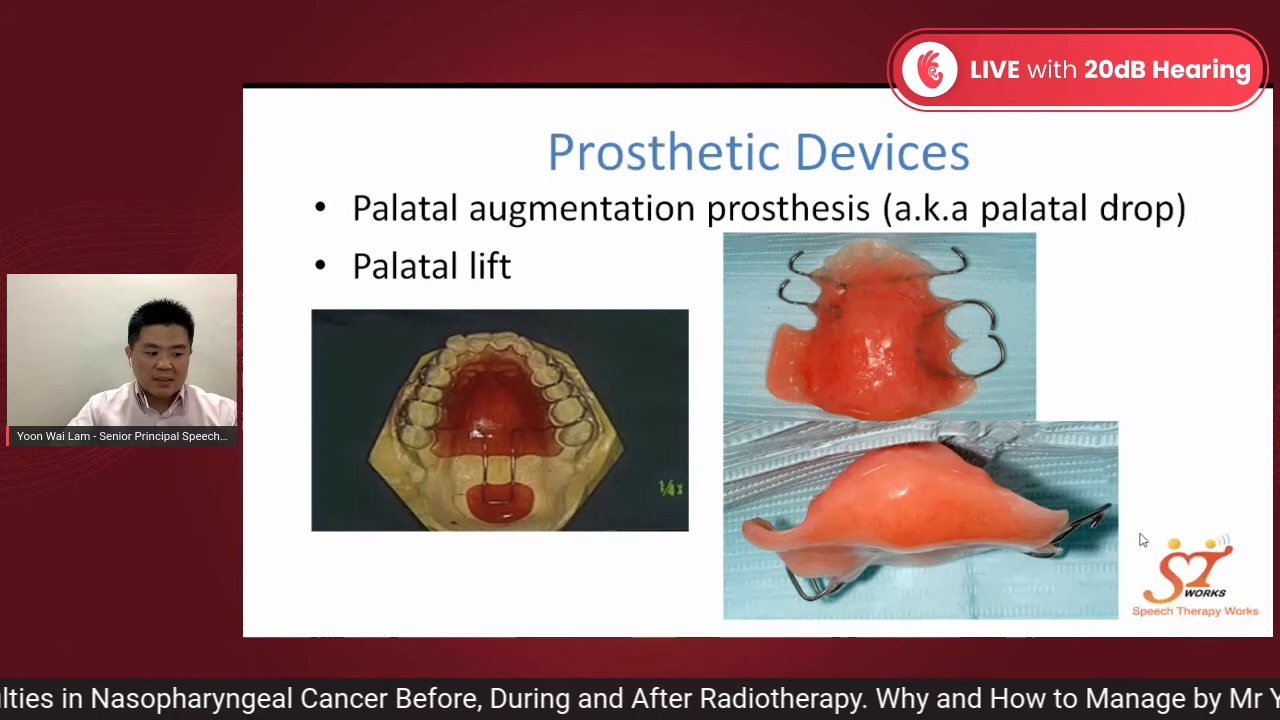 LIVE with 20dB Hearing
Prosthetic Devices
• Palatal augmentation prosthesis (a.k.a palatal drop)
• Palatal lift
Yoon Wai Lam - Senior Principal Speech...
ST
WORKS
Speech Therapy Works
lties in Nasopharyngeal Cancer Before, During and After Radiotherapy. Why and How to Manage by Mr Y